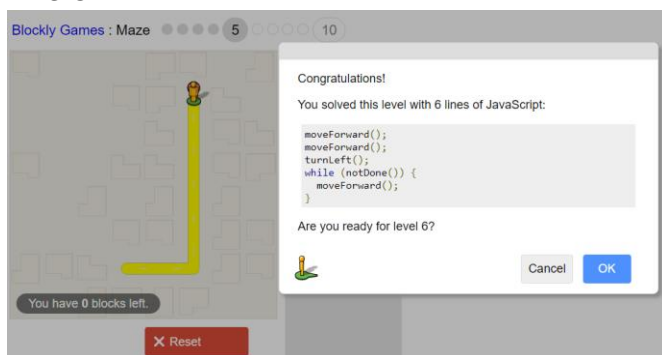 Blockly Games : Maze 5 10
Congratulations!
You solved this level with 6 lines of JavaScript:
moveForward();
moveForward();
turnLeft();
while (notDone()) {
  moveForward();
}
Are you ready for level 6?
Cancel OK
You have 0 blocks left.
Reset